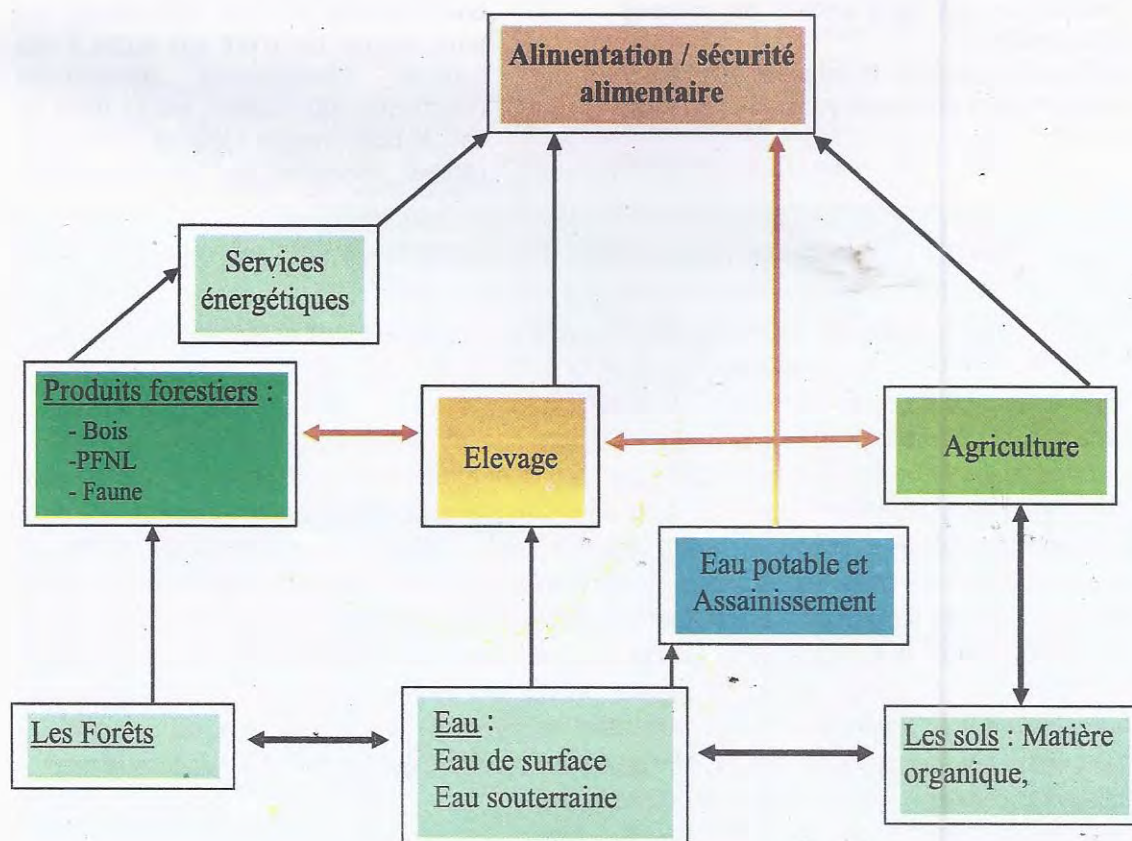 Alimentation / sécurité
alimentaire
Services
énergétiques
Produits forestiers :
- Bois
-PFNL
- Faune
Elevage
Agriculture
Eau potable et
Assainissement
Les Forêts
Eau :
Eau de surface
Eau souterraine
Les sols : Matière
organique,